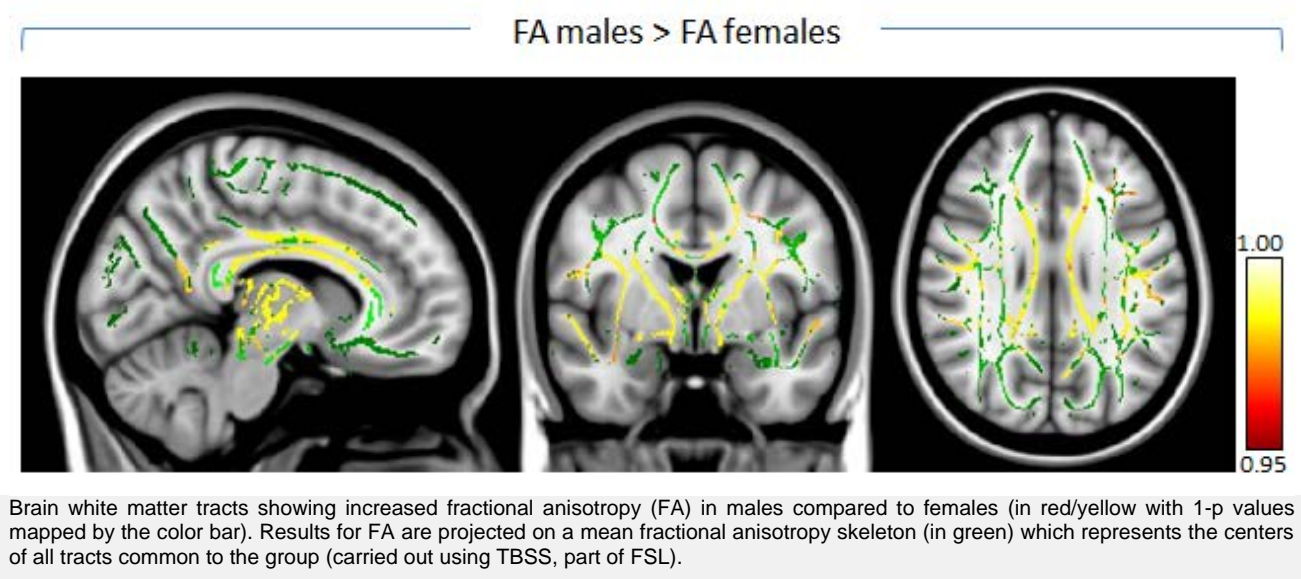 FA males > FA females
1.00
0.95
Brain white matter tracts showing increased fractional anisotropy (FA) in males compared to females (in red/yellow with 1-p values
mapped by the color bar). Results for FA are projected on a mean fractional anisotropy skeleton (in green) which represents the centers
of all tracts common to the group (carried out using TBSS, part of FSL).